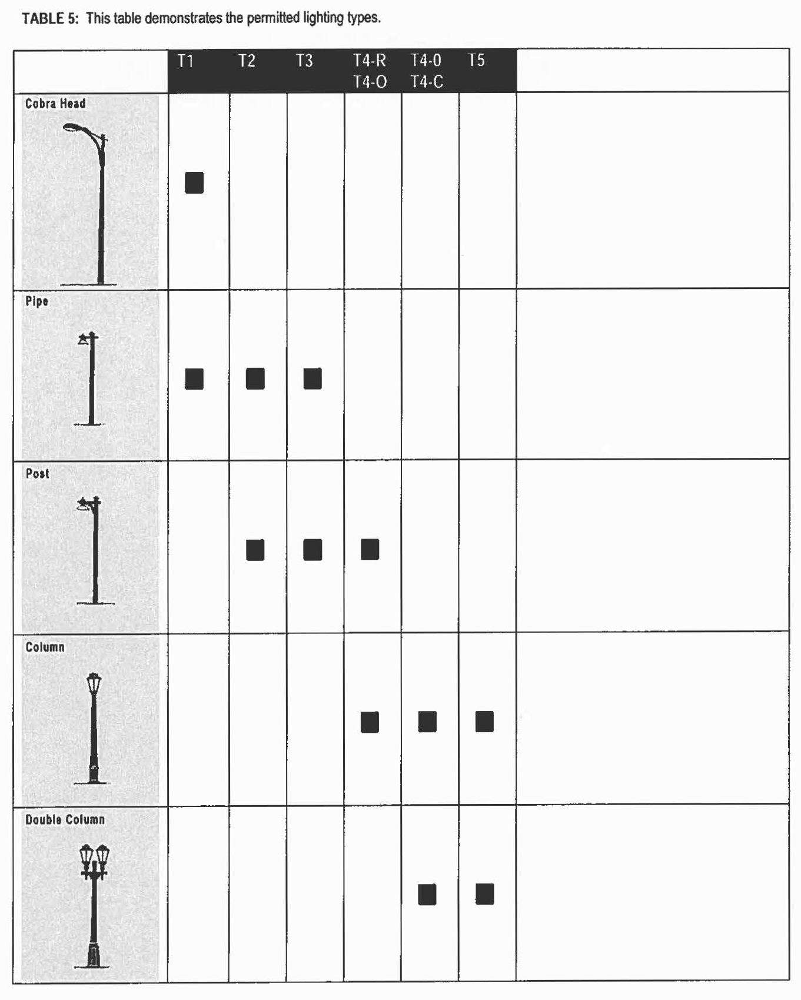 TABLE 5: This table demonstrates the permitted lighting types.
T1 T2 T3 T4-R T4-0 T5
T4-O T4-C
Cobra Head
Pipe
Post
Column
Double Column